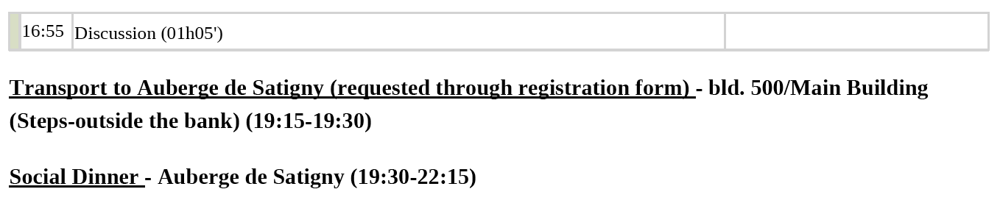 16:55 Discussion (01h05')
Transport to Auberge de Satigny (requested through registration form) - bld. 500/Main Building
(Steps-outside the bank) (19:15-19:30)
Social Dinner - Auberge de Satigny (19:30-22:15)